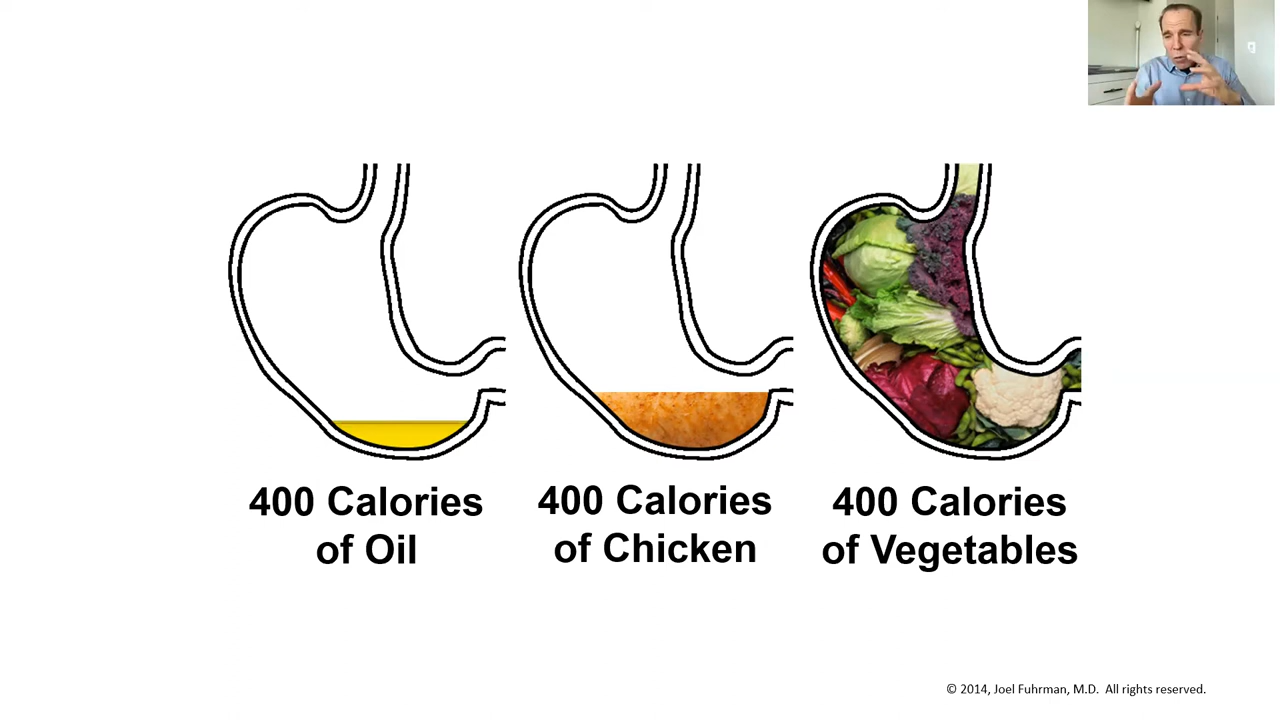 400 Calories
of Oil
400 Calories
of Chicken
400 Calories
of Vegetables
© 2014, Joel Fuhrman, M.D. All rights reserved.